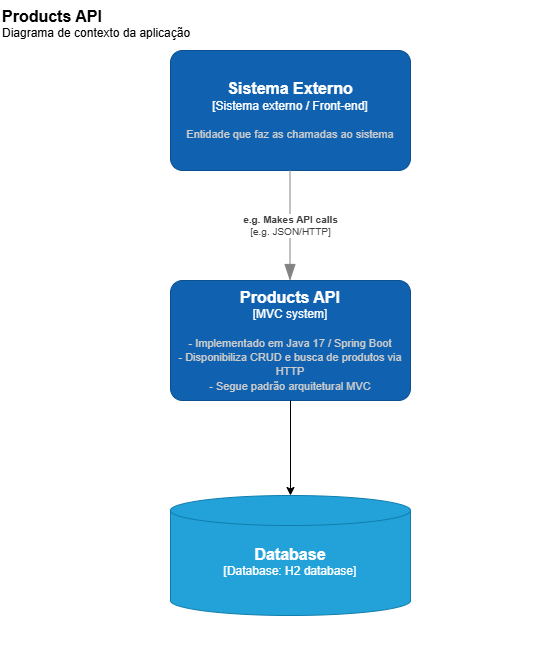 Products API
Diagrama de contexto da aplicação
Sistema Externo
[Sistema externo / Front-end]
Entidade que faz as chamadas ao sistema
e.g. Makes API calls
[e.g. JSON/HTTP]
Products API
[MVC system]
- Implementado em Java 17 / Spring Boot
- Disponibiliza CRUD e busca de produtos via
HTTP
- Segue padrão arquitetural MVC
Database
[Database: H2 database]